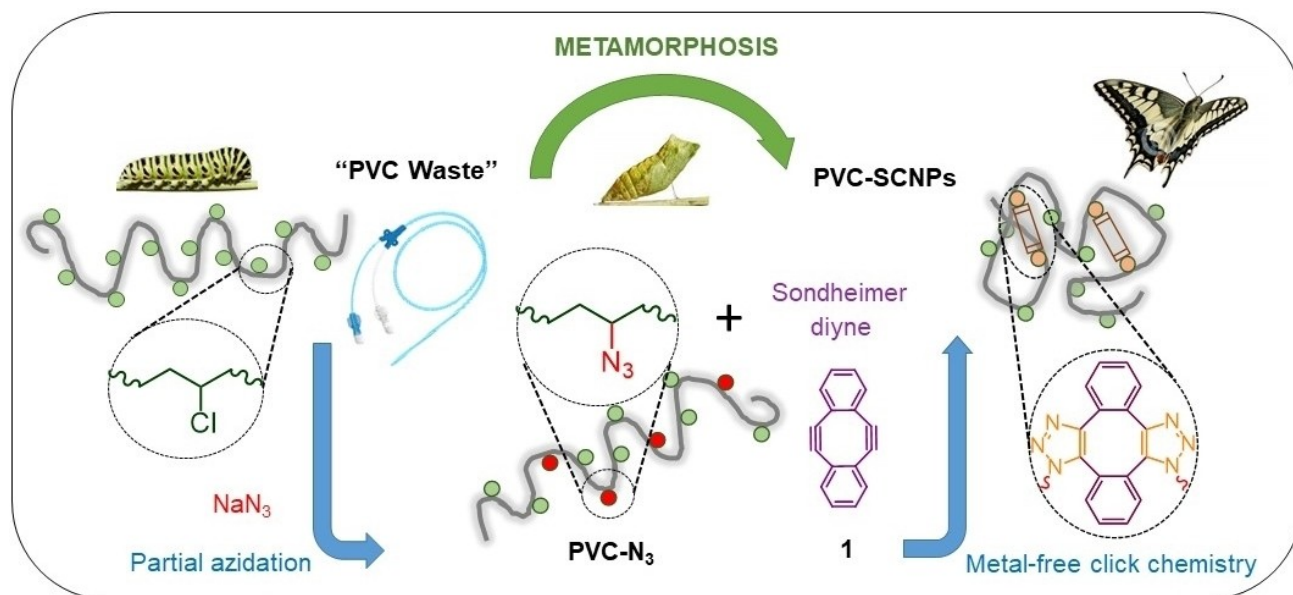 METAMORPHOSIS
“PVC Waste”
PVC-SCNPs
Sondheimer
diyne
+
N₃
Cl
N N
N N
N N
NaN₃
PVC-N₃
1
Partial azidation
Metal-free click chemistry